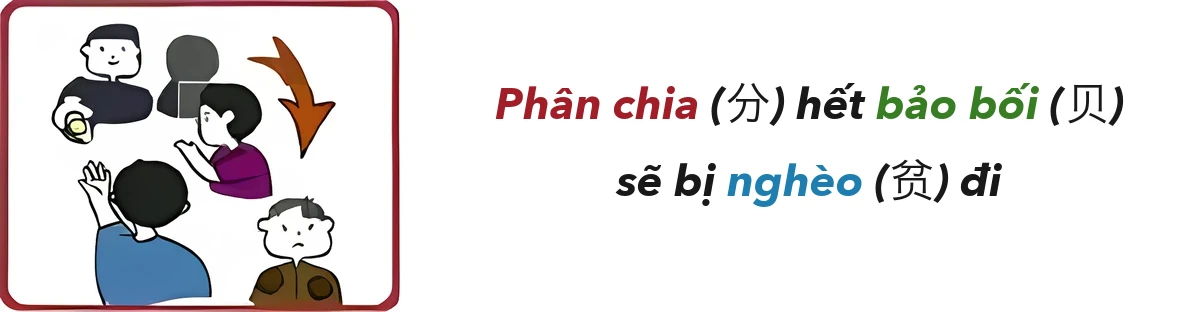 Phân chia (分) hết bảo bối (贝)
sẽ bị nghèo (贫) đi